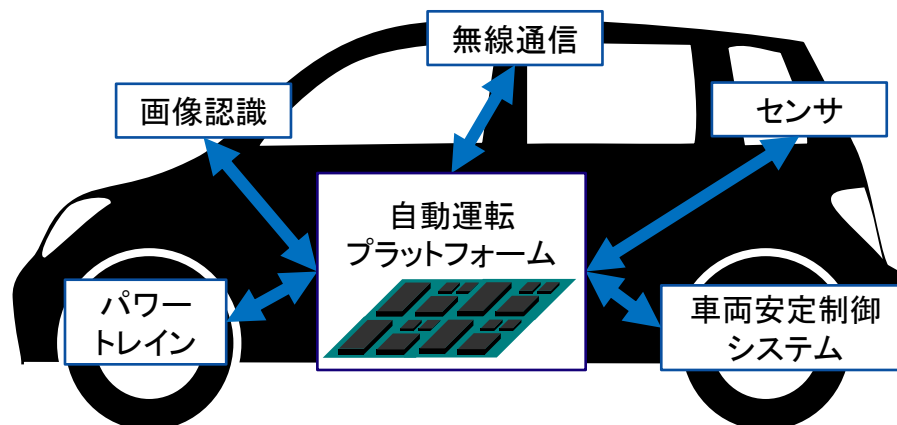 無線通信
画像認識
センサ
自動運転
プラットフォーム
パワー
トレイン
車両安定制御
システム